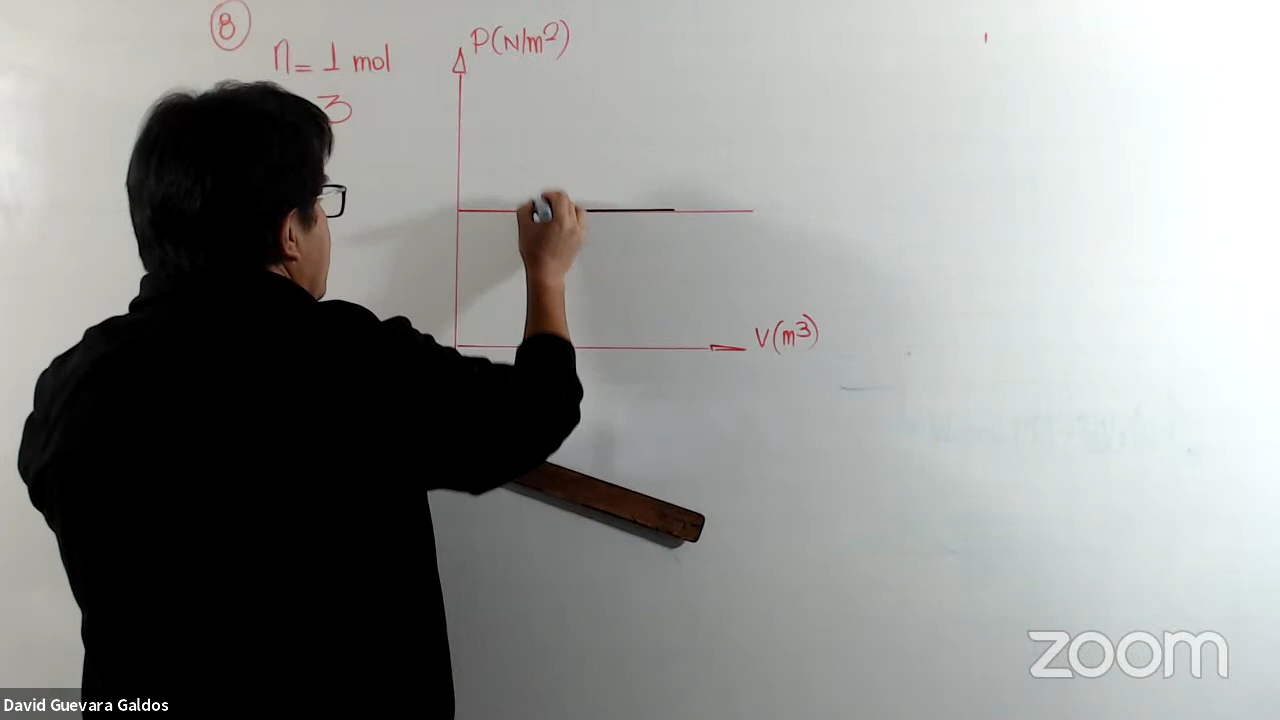 8
n = 1 mol
3
P(N/m²)
V(m³)
zoom
David Guevara Galdos